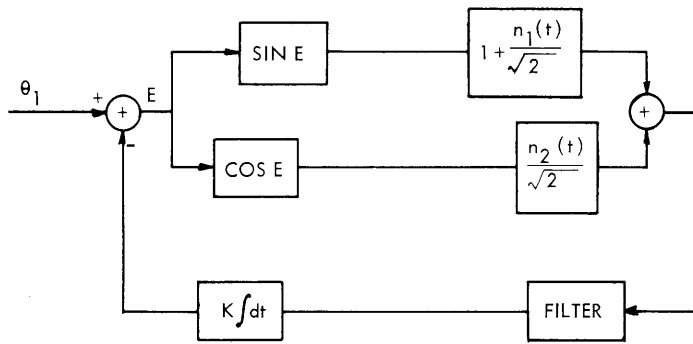 SIN E
1 + n₁(t)/√2
θ₁
+
+
E
+
−
COS E
n₂(t)/√2
K∫dt
FILTER